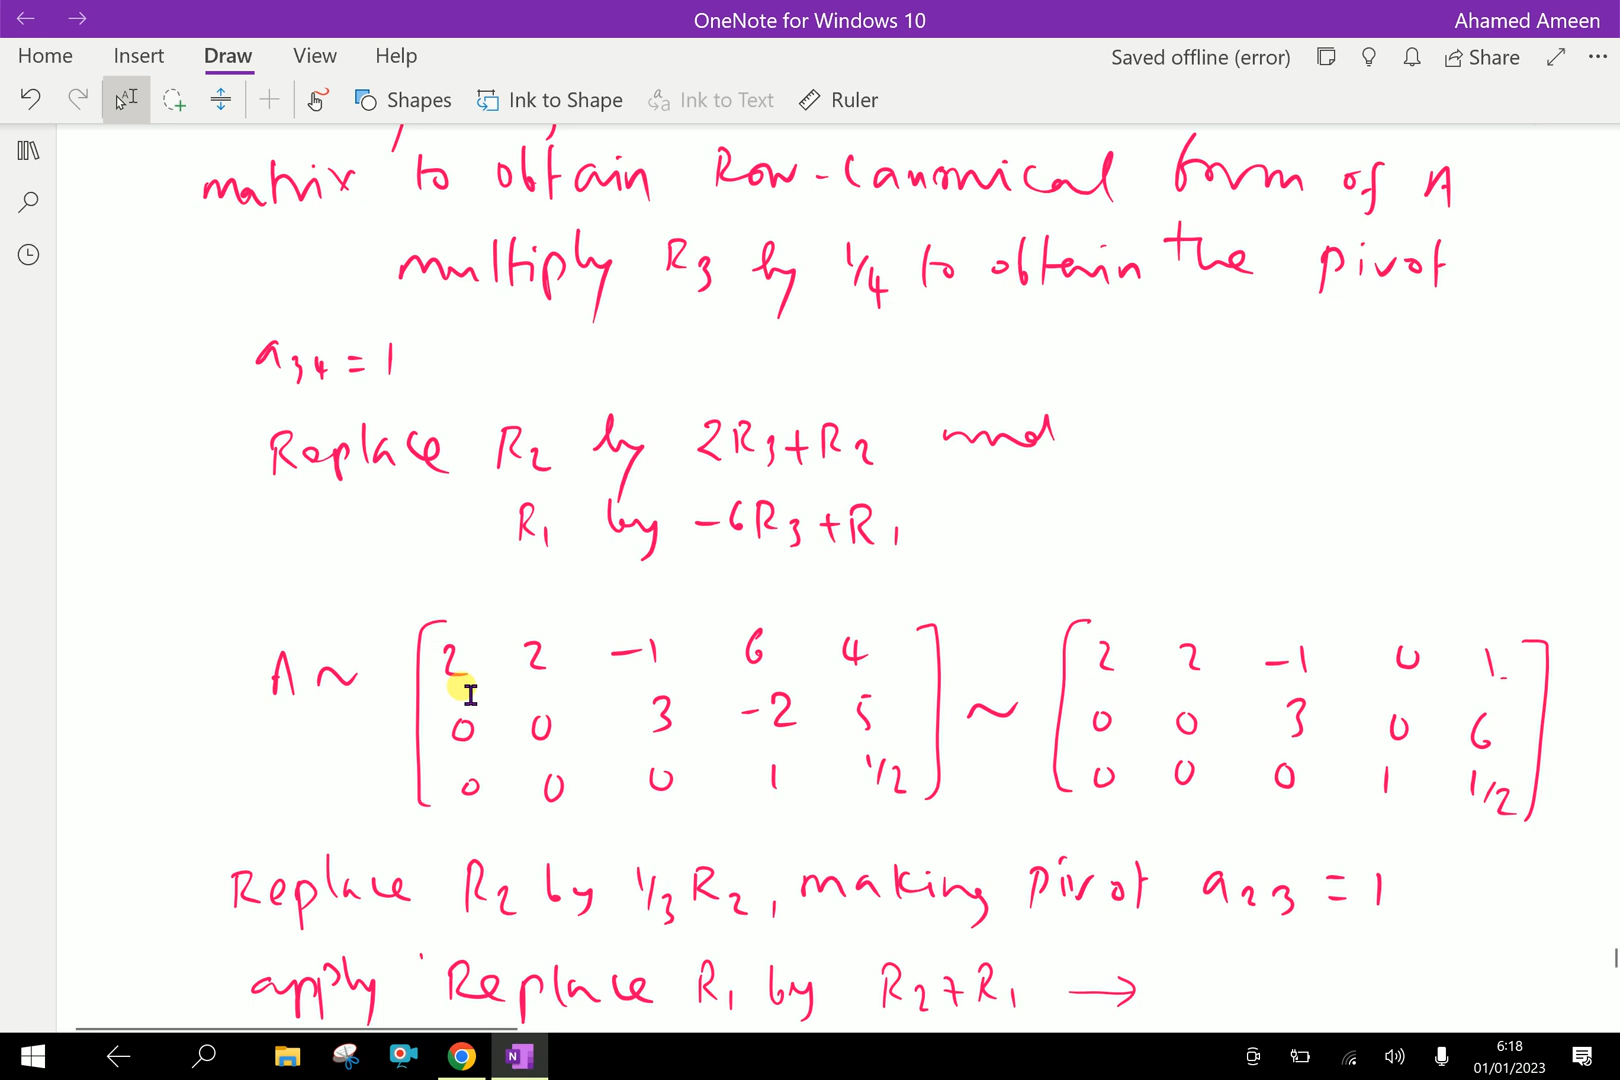 OneNote for Windows 10
Ahamed Ameen
Home Insert Draw View Help
Saved offline (error) Share
Shapes Ink to Shape Ink to Text Ruler
matrix to obtain Row-Canonical form of A
multiply R3 by 1/4 to obtain the pivot
a34 = 1
Replace R2 by 2R3+R2 and
R1 by -6R3+R1
A ~ [ 2 2 -1 6 4 ] ~ [ 2 2 -1 0 1 ]
0 0 3 -2 5 0 0 3 0 6
0 0 0 1 1/2 0 0 0 1 1/2
Replace R2 by 1/3 R2, making pivot a23 = 1
apply Replace R1 by R2+R1 →
6:18
01/01/2023